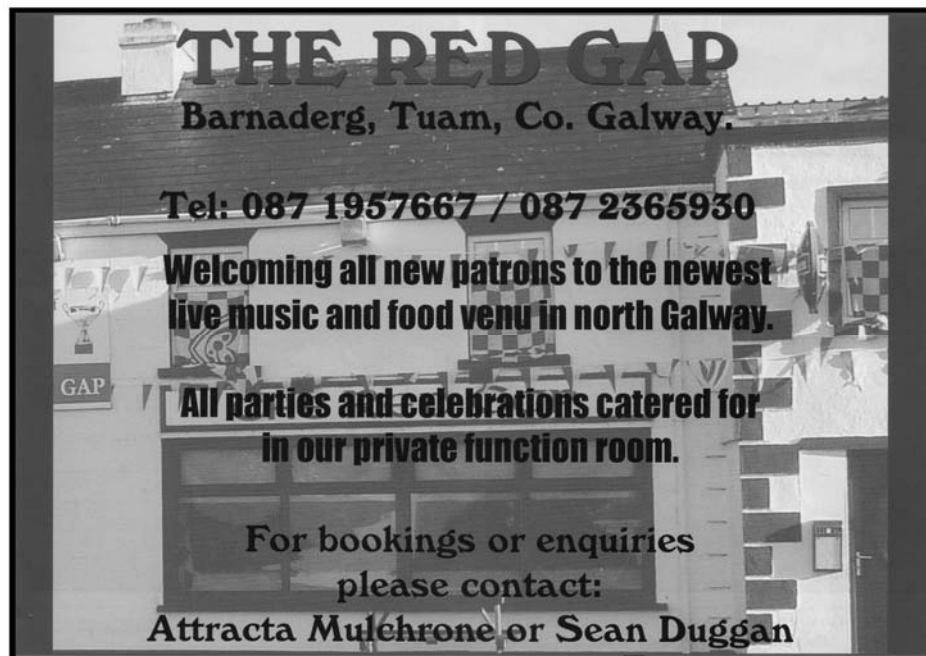 THE RED GAP
Barnaderg, Tuam, Co. Galway.
Tel: 087 1957667 / 087 2365930
Welcoming all new patrons to the newest
live music and food venu in north Galway.
GAP
All parties and celebrations catered for
in our private function room.
For bookings or enquiries
please contact:
Attracta Mulchrone or Sean Duggan